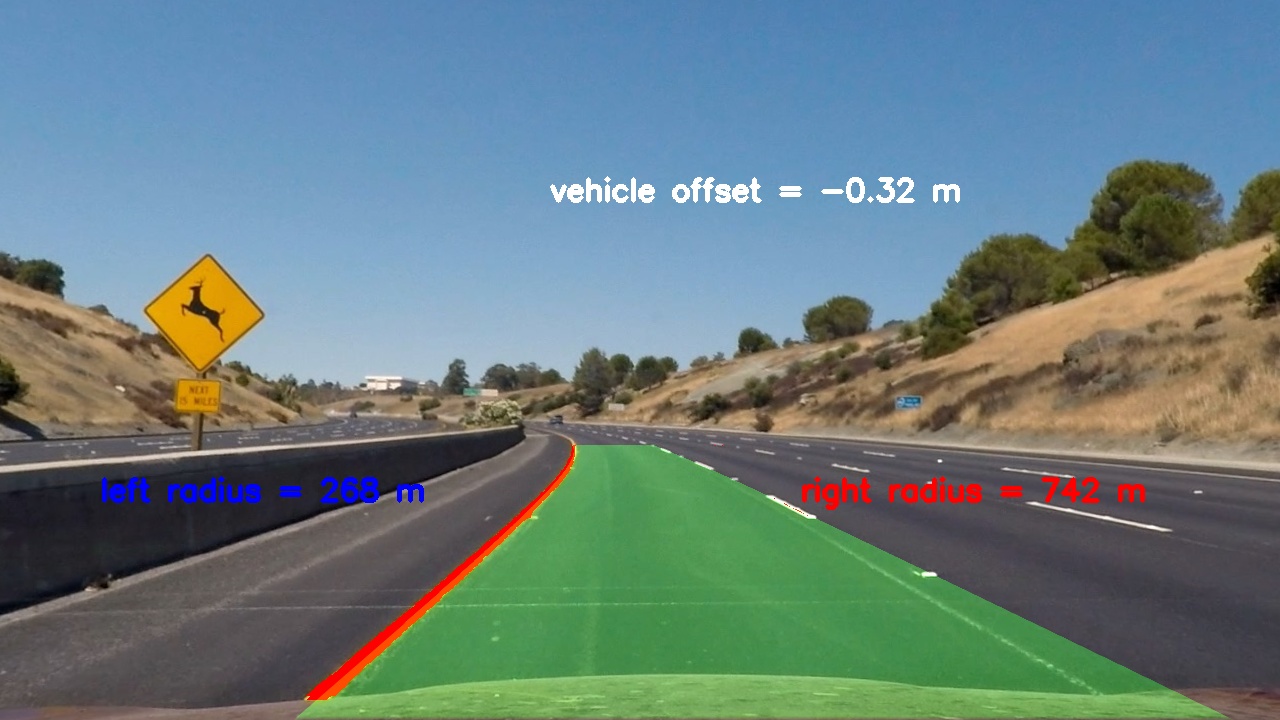 vehicle offset = -0.32 m
NEXT
15 MILES
left radius = 268 m
right radius = 742 m